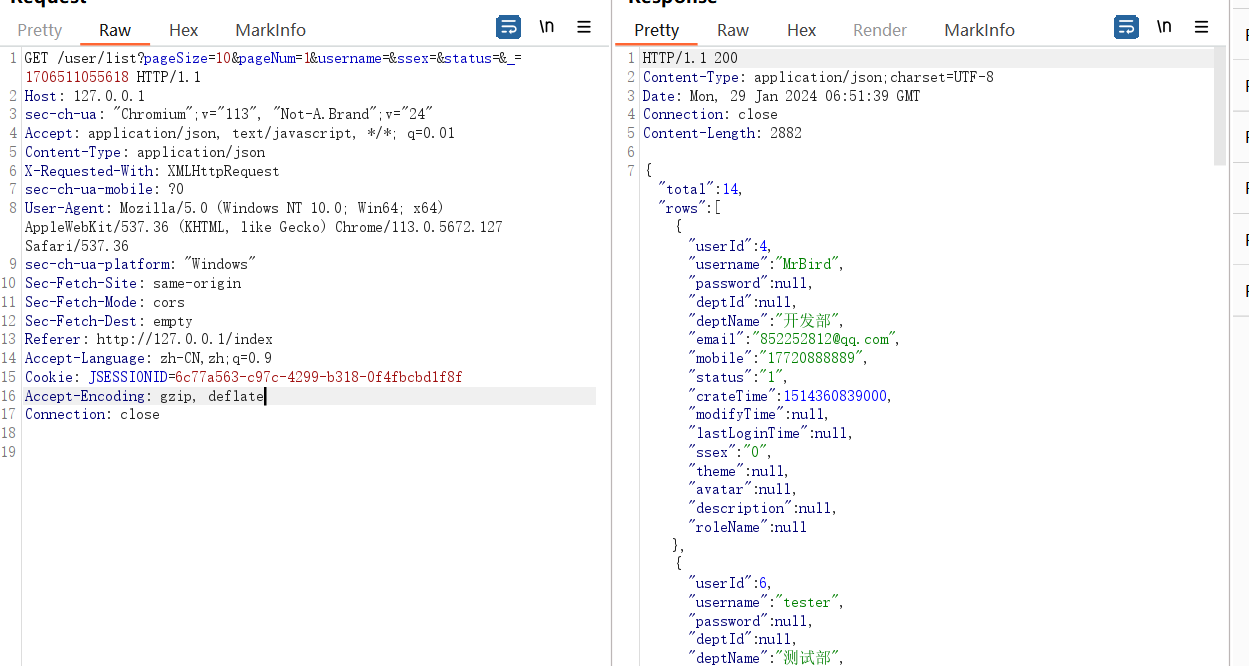 Request
Pretty Raw Hex MarkInfo \n
1 GET /user/list?pageSize=10&pageNum=1&username=&ssex=&status=&_=
1706511055618 HTTP/1.1
2 Host: 127.0.0.1
3 sec-ch-ua: "Chromium";v="113", "Not-A.Brand";v="24"
4 Accept: application/json, text/javascript, */*; q=0.01
5 Content-Type: application/json
6 X-Requested-With: XMLHttpRequest
7 sec-ch-ua-mobile: ?0
8 User-Agent: Mozilla/5.0 (Windows NT 10.0; Win64; x64)
AppleWebKit/537.36 (KHTML, like Gecko) Chrome/113.0.5672.127
Safari/537.36
9 sec-ch-ua-platform: "Windows"
10 Sec-Fetch-Site: same-origin
11 Sec-Fetch-Mode: cors
12 Sec-Fetch-Dest: empty
13 Referer: http://127.0.0.1/index
14 Accept-Language: zh-CN,zh;q=0.9
15 Cookie: JSESSIONID=6c77a563-c97c-4299-b318-0f4fbcbd1f8f
16 Accept-Encoding: gzip, deflate
17 Connection: close
18
19
Response
Pretty Raw Hex Render MarkInfo \n
1 HTTP/1.1 200
2 Content-Type: application/json;charset=UTF-8
3 Date: Mon, 29 Jan 2024 06:51:39 GMT
4 Connection: close
5 Content-Length: 2882
6
7 {
"total":14,
"rows":[
{
"userId":4,
"username":"MrBird",
"password":null,
"deptId":null,
"deptName":"开发部",
"email":"852252812@qq.com",
"mobile":"17720888889",
"status":"1",
"crateTime":1514360839000,
"modifyTime":null,
"lastLoginTime":null,
"ssex":"0",
"theme":null,
"avatar":null,
"description":null,
"roleName":null
},
{
"userId":6,
"username":"tester",
"password":null,
"deptId":null,
"deptName":"测试部",